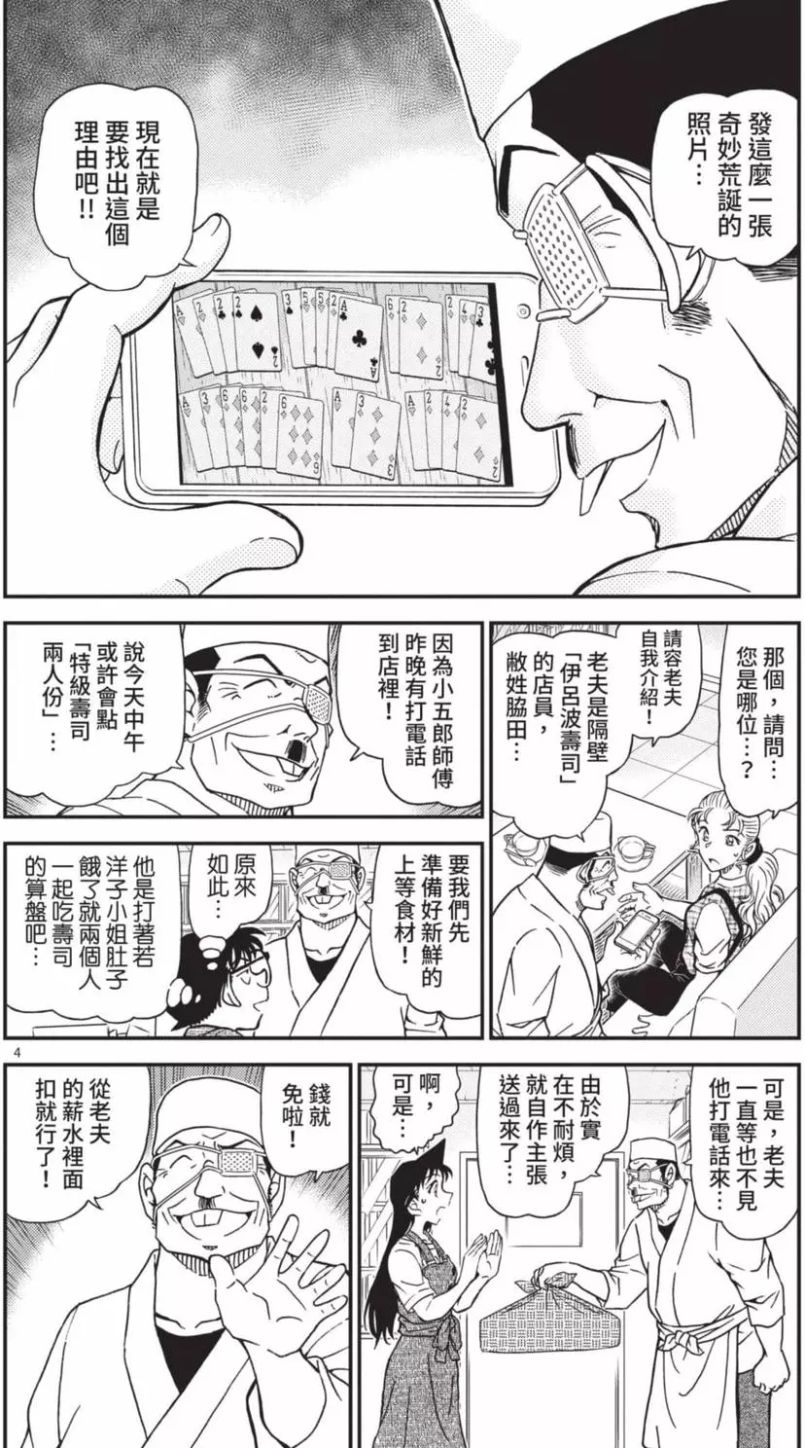 發這麼一張
奇妙荒誕的
照片…
現在就是
要找出這個
理由吧!!
那個，請問…
您是哪位…？
請容老夫
自我介紹！
老夫是隔壁
「伊呂波壽司」
的店員，
敝姓脇田…
因為小五郎師傅
昨晚有打電話
到店裡！
說今天中午
或許會點
「特級壽司
兩人份」…
要我們先
準備好新鮮的
上等食材！
原來
如此…
他是打著若
洋子小姐肚子
餓了就兩個人
一起吃壽司
的算盤吧…
4
可是，老夫
一直等也不見
他打電話來…
由於實
在不耐煩，
就自作主張
送過來了…
啊，
可是…
錢就
免啦！
從老夫
的薪水裡面
扣就行了！